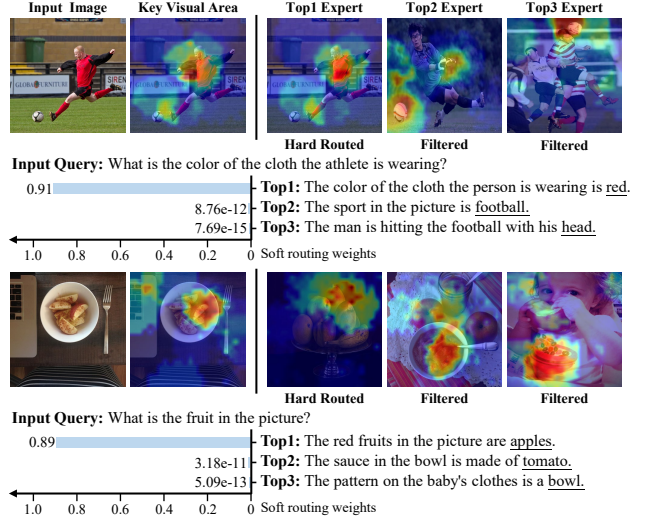 Input Image Key Visual Area Top1 Expert Top2 Expert Top3 Expert
Hard Routed Filtered Filtered
Input Query: What is the color of the cloth the athlete is wearing?
0.91 Top1: The color of the cloth the person is wearing is red.
8.76e-12 Top2: The sport in the picture is football.
7.69e-15 Top3: The man is hitting the football with his head.
1.0 0.8 0.6 0.4 0.2 0 Soft routing weights
Hard Routed Filtered Filtered
Input Query: What is the fruit in the picture?
0.89 Top1: The red fruits in the picture are apples.
3.18e-11 Top2: The sauce in the bowl is made of tomato.
5.09e-13 Top3: The pattern on the baby's clothes is a bowl.
1.0 0.8 0.6 0.4 0.2 0 Soft routing weights